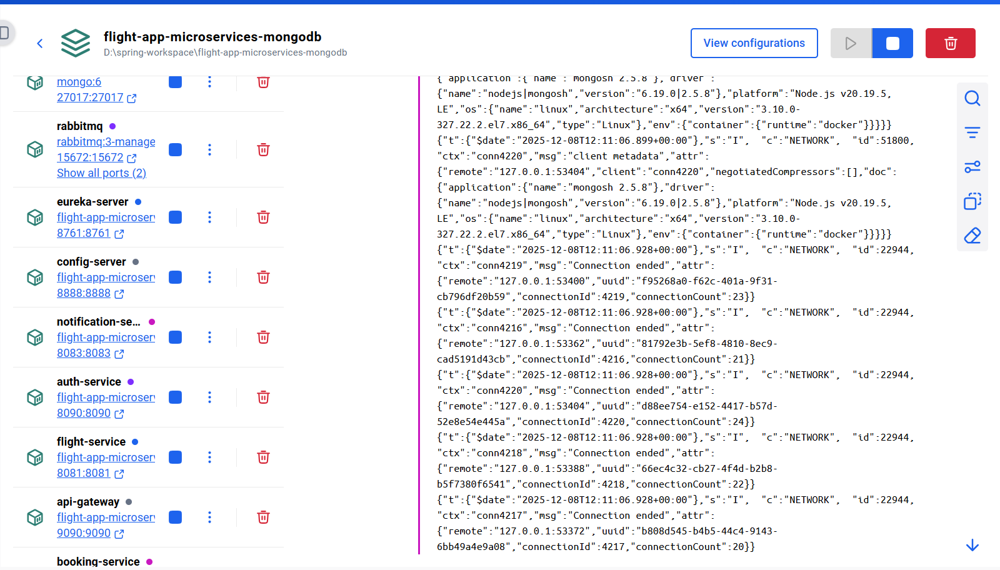 flight-app-microservices-mongodb
D:\spring-workspace\flight-app-microservices-mongodb
View configurations
mongo:6
27017:27017
rabbitmq
rabbitmq:3-manage
15672:15672
Show all ports (2)
eureka-server
flight-app-microserv
8761:8761
config-server
flight-app-microserv
8888:8888
notification-se...
flight-app-microserv
8083:8083
auth-service
flight-app-microserv
8090:8090
flight-service
flight-app-microserv
8081:8081
api-gateway
flight-app-microserv
9090:9090
booking-service
{"application":{"name":"mongosh 2.5.8"},"driver":
{"name":"nodejs|mongosh","version":"6.19.0|2.5.8"},"platform":"Node.js v20.19.5,
LE","os":{"name":"linux","architecture":"x64","version":"3.10.0-
327.22.2.el7.x86_64","type":"Linux"},"env":{"container":{"runtime":"docker"}}}}}
{"t":{"$date":"2025-12-08T12:11:06.899+00:00"},"s":"I",  "c":"NETWORK",  "id":51800,
"ctx":"conn4220","msg":"client metadata","attr":
{"remote":"127.0.0.1:53404","client":"conn4220","negotiatedCompressors":[],"doc":
{"application":{"name":"mongosh 2.5.8"},"driver":
{"name":"nodejs|mongosh","version":"6.19.0|2.5.8"},"platform":"Node.js v20.19.5,
LE","os":{"name":"linux","architecture":"x64","version":"3.10.0-
327.22.2.el7.x86_64","type":"Linux"},"env":{"container":{"runtime":"docker"}}}}}
{"t":{"$date":"2025-12-08T12:11:06.928+00:00"},"s":"I",  "c":"NETWORK",  "id":22944,
"ctx":"conn4219","msg":"Connection ended","attr":
{"remote":"127.0.0.1:53400","uuid":"f95268a0-f62c-401a-9f31-
cb796df20b59","connectionId":4219,"connectionCount":23}}
{"t":{"$date":"2025-12-08T12:11:06.928+00:00"},"s":"I",  "c":"NETWORK",  "id":22944,
"ctx":"conn4216","msg":"Connection ended","attr":
{"remote":"127.0.0.1:53362","uuid":"81792e3b-5ef8-4810-8ec9-
cad5191d43cb","connectionId":4216,"connectionCount":21}}
{"t":{"$date":"2025-12-08T12:11:06.928+00:00"},"s":"I",  "c":"NETWORK",  "id":22944,
"ctx":"conn4220","msg":"Connection ended","attr":
{"remote":"127.0.0.1:53404","uuid":"d88ee754-e152-4417-b57d-
52e8e54e445a","connectionId":4220,"connectionCount":24}}
{"t":{"$date":"2025-12-08T12:11:06.928+00:00"},"s":"I",  "c":"NETWORK",  "id":22944,
"ctx":"conn4218","msg":"Connection ended","attr":
{"remote":"127.0.0.1:53388","uuid":"66ec4c32-cb27-4f4d-b2b8-
b5f7380f6541","connectionId":4218,"connectionCount":22}}
{"t":{"$date":"2025-12-08T12:11:06.928+00:00"},"s":"I",  "c":"NETWORK",  "id":22944,
"ctx":"conn4217","msg":"Connection ended","attr":
{"remote":"127.0.0.1:53372","uuid":"b808d545-b4b5-44c4-9143-
6bb49a4e9a08","connectionId":4217,"connectionCount":20}}